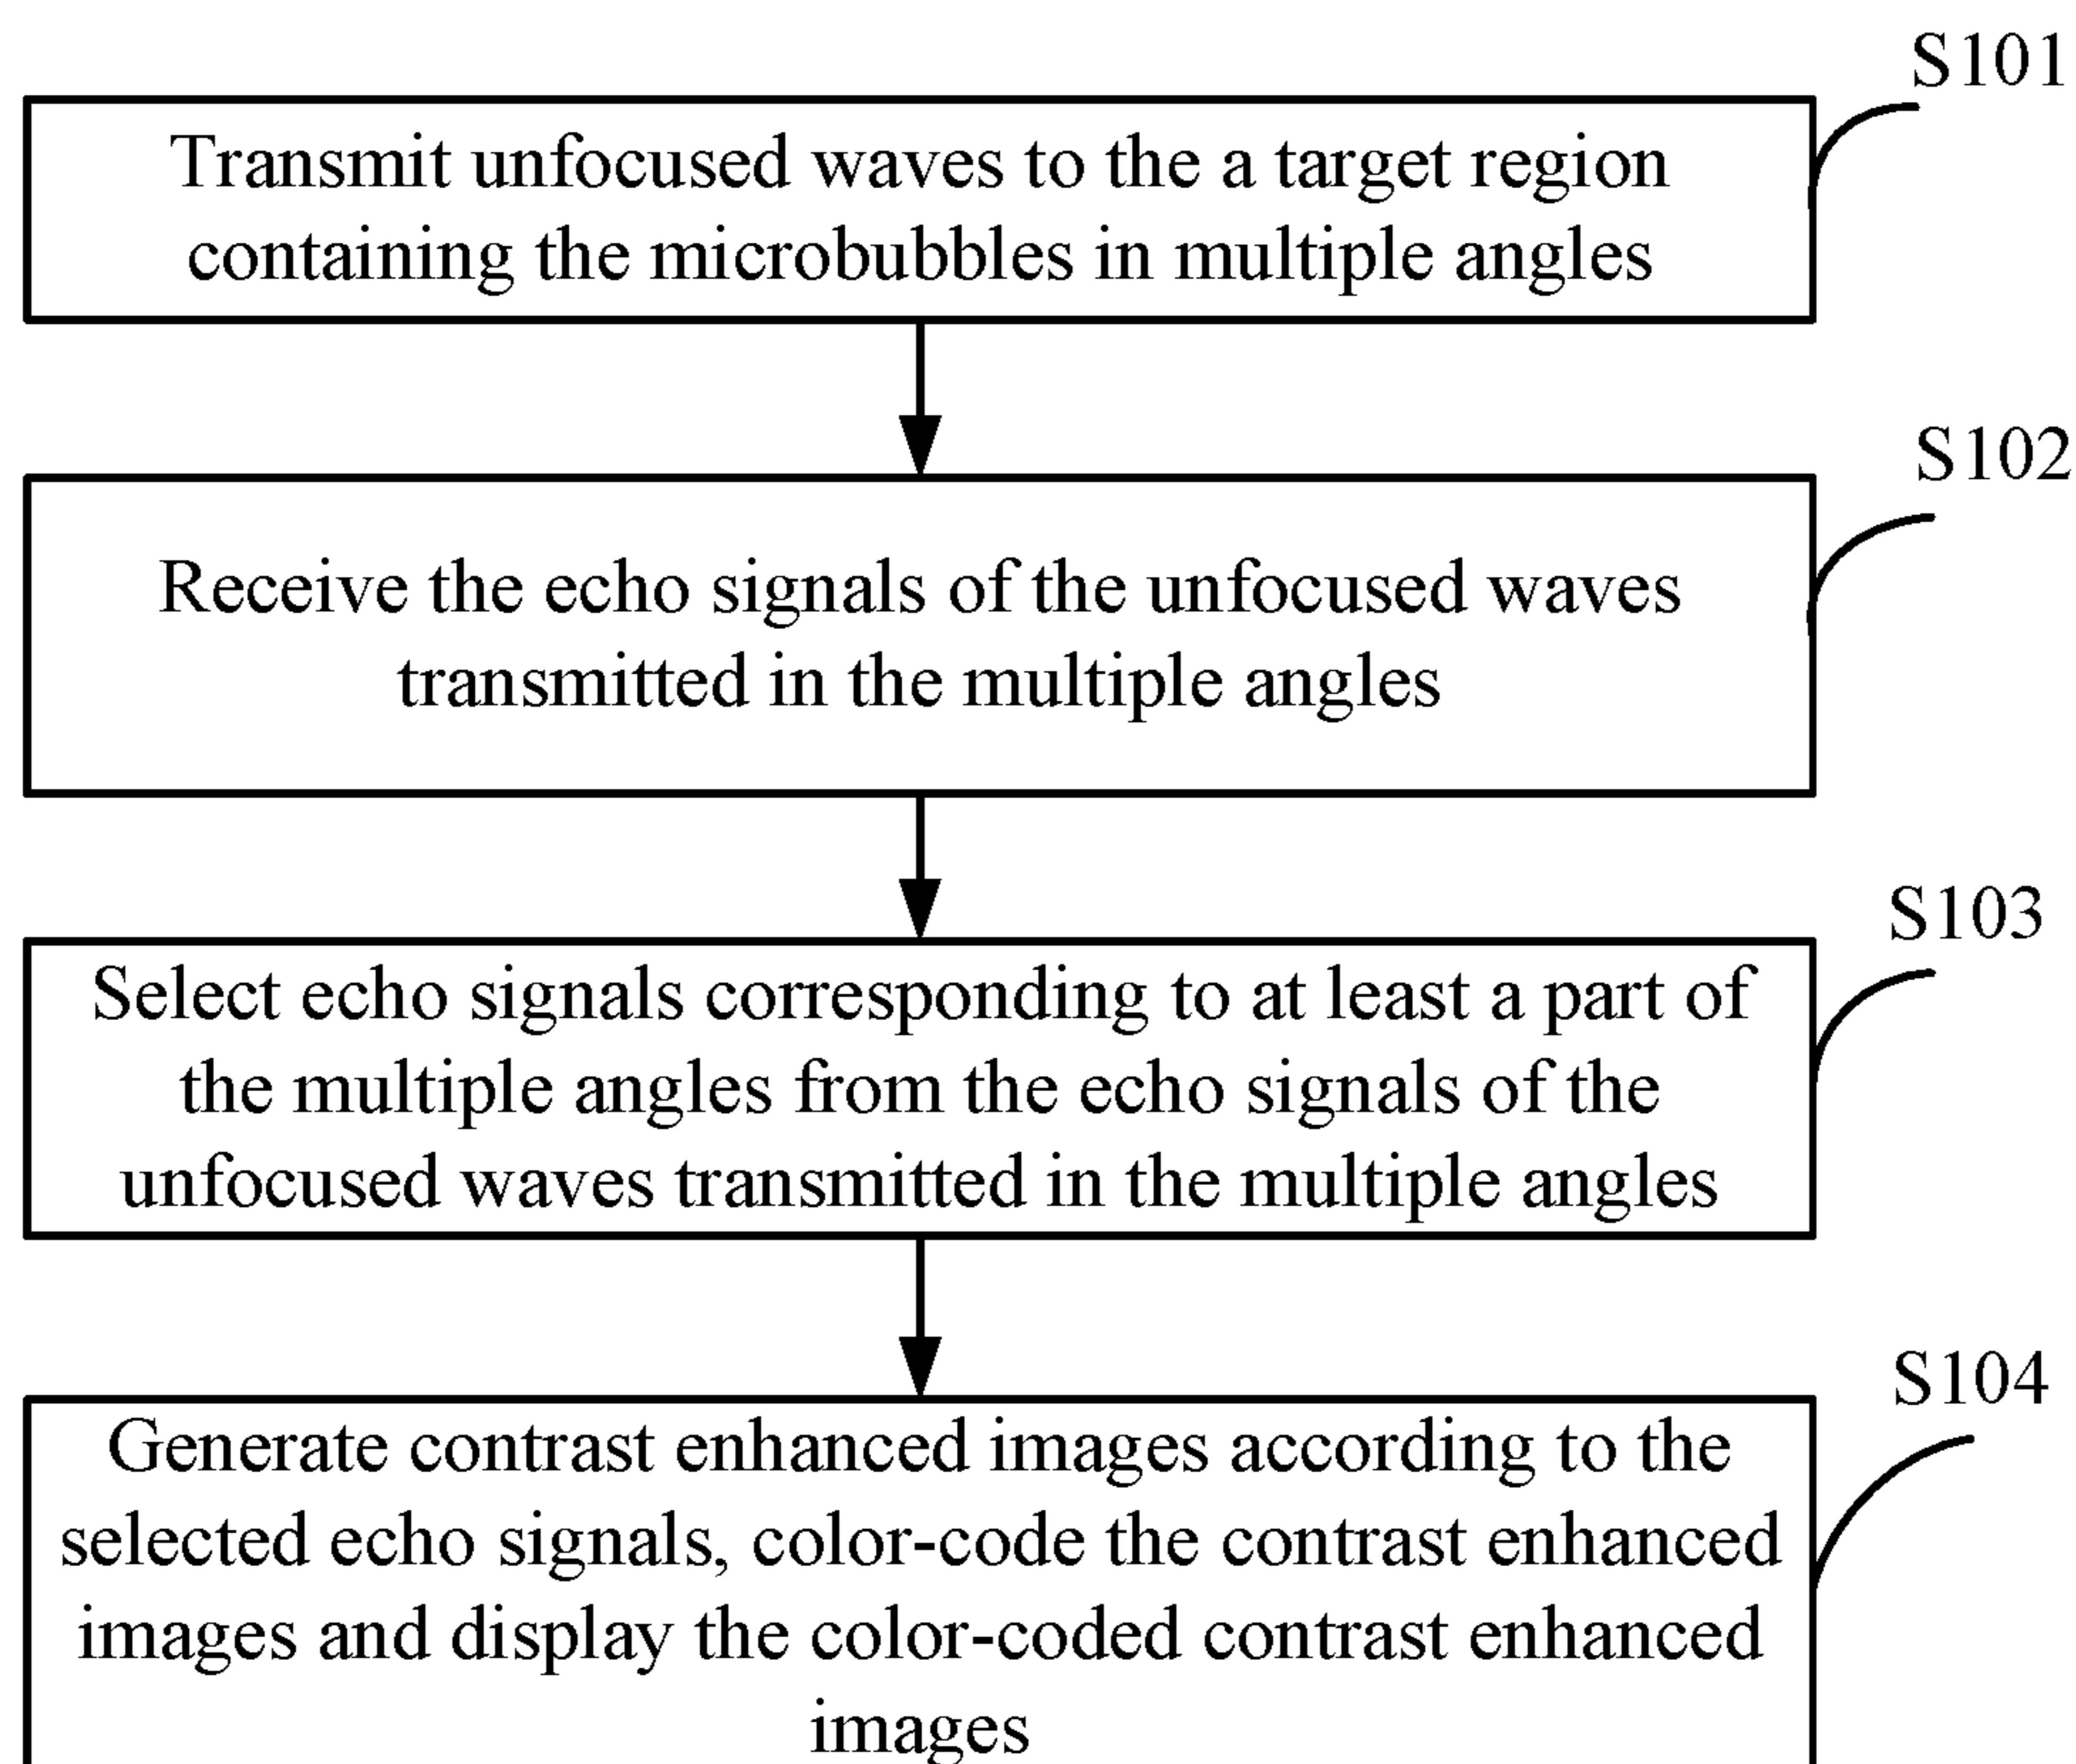 S101
Transmit unfocused waves to the a target region
containing the microbubbles in multiple angles
S102
Receive the echo signals of the unfocused waves
transmitted in the multiple angles
S103
Select echo signals corresponding to at least a part of
the multiple angles from the echo signals of the
unfocused waves transmitted in the multiple angles
S104
Generate contrast enhanced images according to the
selected echo signals, color-code the contrast enhanced
images and display the color-coded contrast enhanced
images